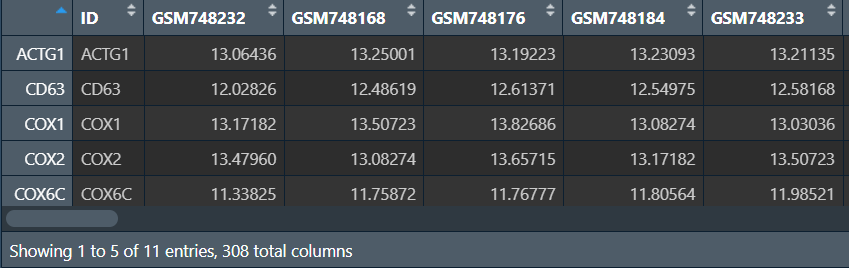 ID GSM748232 GSM748168 GSM748176 GSM748184 GSM748233
ACTG1 ACTG1 13.06436 13.25001 13.19223 13.23093 13.21135
CD63 CD63 12.02826 12.48619 12.61371 12.54975 12.58168
COX1 COX1 13.17182 13.50723 13.82686 13.08274 13.03036
COX2 COX2 13.47960 13.08274 13.65715 13.17182 13.50723
COX6C COX6C 11.33825 11.75872 11.76777 11.80564 11.98521
Showing 1 to 5 of 11 entries, 308 total columns